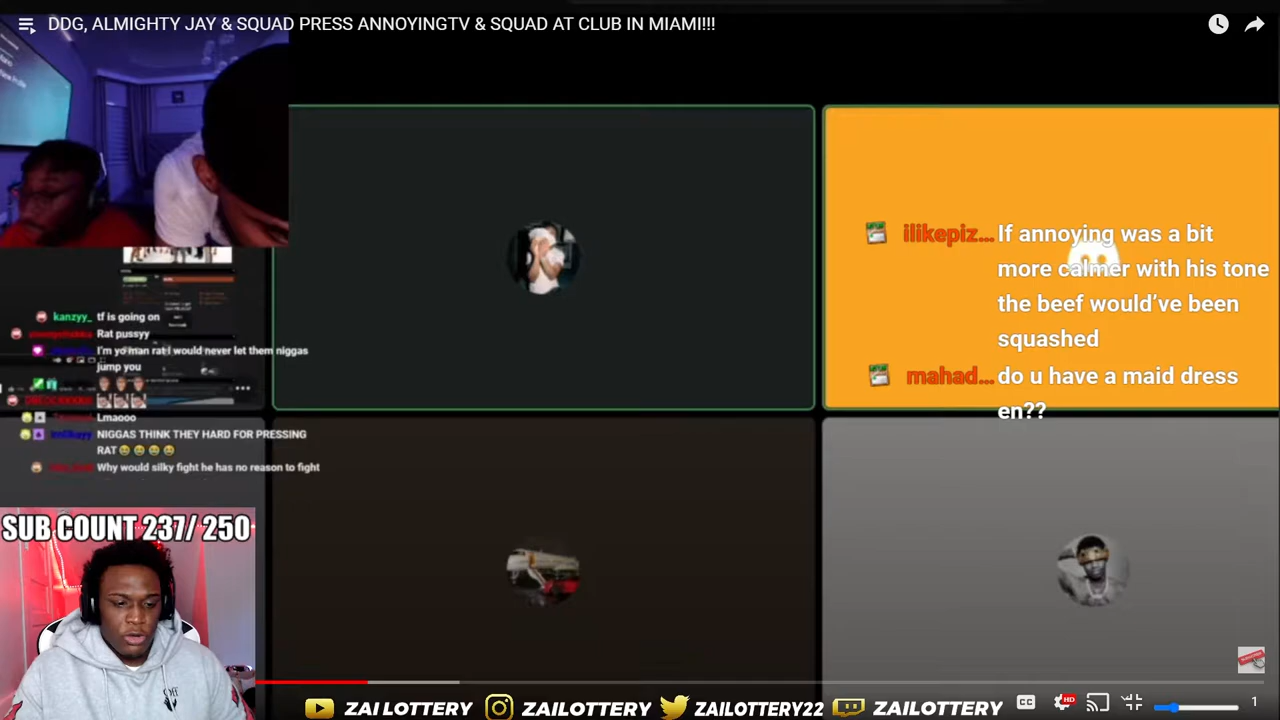 DDG, ALMIGHTY JAY & SQUAD PRESS ANNOYINGTV & SQUAD AT CLUB IN MIAMI!!!
ilikepiz... If annoying was a bit
more calmer with his tone
the beef would've been
squashed
mahad... do u have a maid dress
en??
kanzyy_ tf is going on
Rat pussyy
I'm yo man rat i would never let them niggas
jump you
Lmaooo
NIGGAS THINK THEY HARD FOR PRESSING
RAT
Why would silky fight he has no reason to fight
SUB COUNT 237/ 250
ZAI LOTTERY ZAILOTTERY ZAILOTTERY22 ZAILOTTERY
HD
1